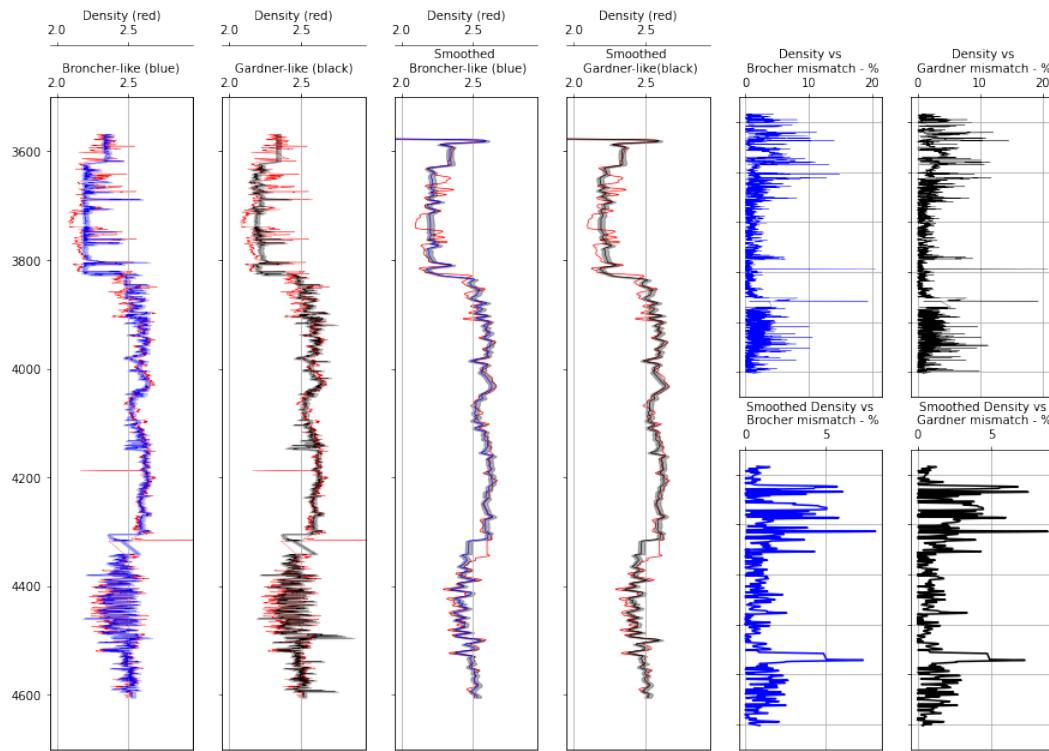 Density (red)
2.0 2.5
Broncher-like (blue)
2.0 2.5
Density (red)
2.0 2.5
Gardner-like (black)
2.0 2.5
Density (red)
2.0 2.5
Smoothed
Broncher-like (blue)
2.0 2.5
Density (red)
2.0 2.5
Smoothed
Gardner-like(black)
2.0 2.5
Density vs
Brocher mismatch - %
0 10 20
Density vs
Gardner mismatch - %
0 10 20
3600
3800
4000
4200
4400
4600
Smoothed Density vs
Brocher mismatch - %
0 5
Smoothed Density vs
Gardner mismatch - %
0 5